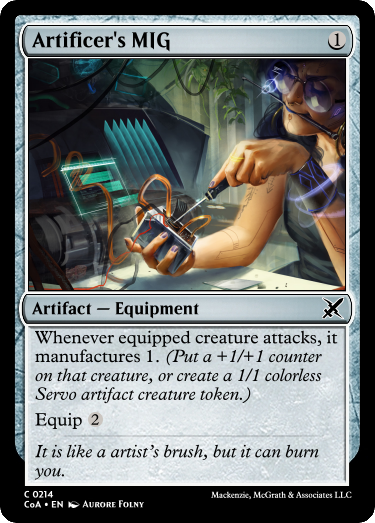 Artificer's MIG 1
Artifact — Equipment
Whenever equipped creature attacks, it
manufactures 1. (Put a +1/+1 counter
on that creature, or create a 1/1 colorless
Servo artifact creature token.)
Equip 2
It is like a artist's brush, but it can burn
you.
C 0214
CoA • EN Aurore Folny
Mackenzie, McGrath & Associates LLC